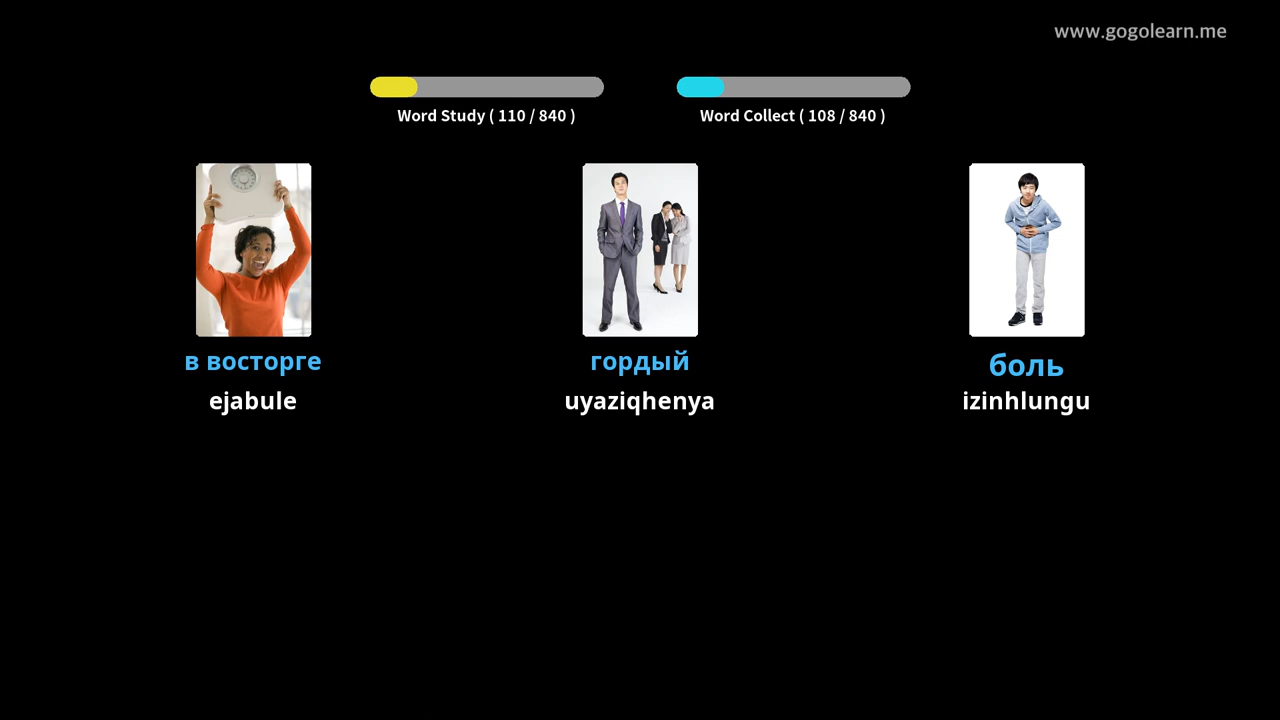 www.gogolearn.me
Word Study ( 110 / 840 )
Word Collect ( 108 / 840 )
в восторге
гордый
боль
ejabule
uyaziqhenya
izinhlungu